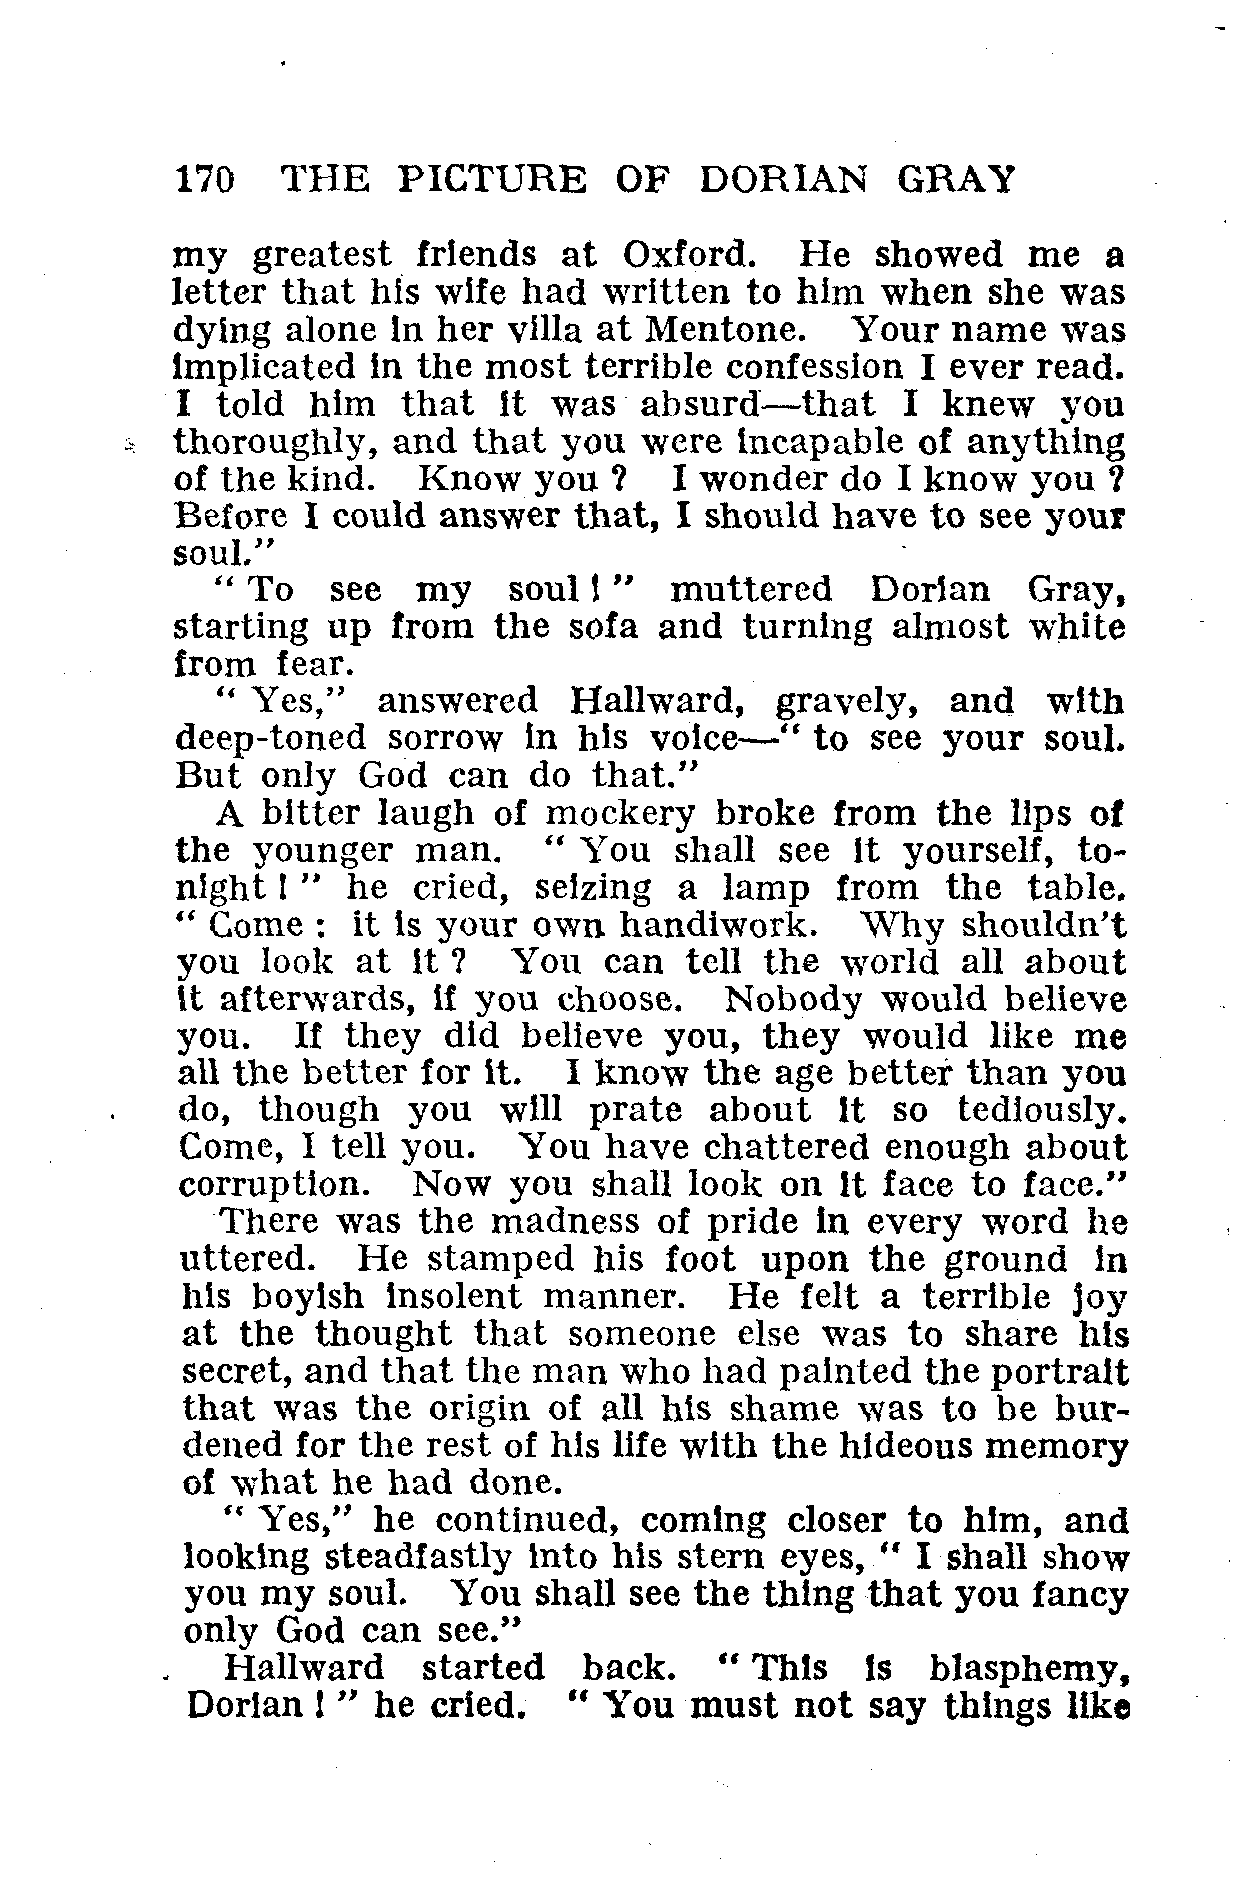 170 THE PICTURE OF DORIAN GRAY
my greatest friends at Oxford. He showed me a
letter that his wife had written to him when she was
dying alone in her villa at Mentone. Your name was
implicated in the most terrible confession I ever read.
I told him that it was absurd—that I knew you
thoroughly, and that you were incapable of anything
of the kind. Know you ? I wonder do I know you ?
Before I could answer that, I should have to see your
soul."
" To see my soul ! " muttered Dorian Gray,
starting up from the sofa and turning almost white
from fear.
" Yes," answered Hallward, gravely, and with
deep-toned sorrow in his voice—" to see your soul.
But only God can do that."
A bitter laugh of mockery broke from the lips of
the younger man. " You shall see it yourself, to-
night ! " he cried, seizing a lamp from the table.
" Come : it is your own handiwork. Why shouldn't
you look at it ? You can tell the world all about
it afterwards, if you choose. Nobody would believe
you. If they did believe you, they would like me
all the better for it. I know the age better than you
do, though you will prate about it so tediously.
Come, I tell you. You have chattered enough about
corruption. Now you shall look on it face to face."
There was the madness of pride in every word he
uttered. He stamped his foot upon the ground in
his boyish insolent manner. He felt a terrible joy
at the thought that someone else was to share his
secret, and that the man who had painted the portrait
that was the origin of all his shame was to be bur-
dened for the rest of his life with the hideous memory
of what he had done.
" Yes," he continued, coming closer to him, and
looking steadfastly into his stern eyes, " I shall show
you my soul. You shall see the thing that you fancy
only God can see."
Hallward started back. " This is blasphemy,
Dorian ! " he cried. " You must not say things like